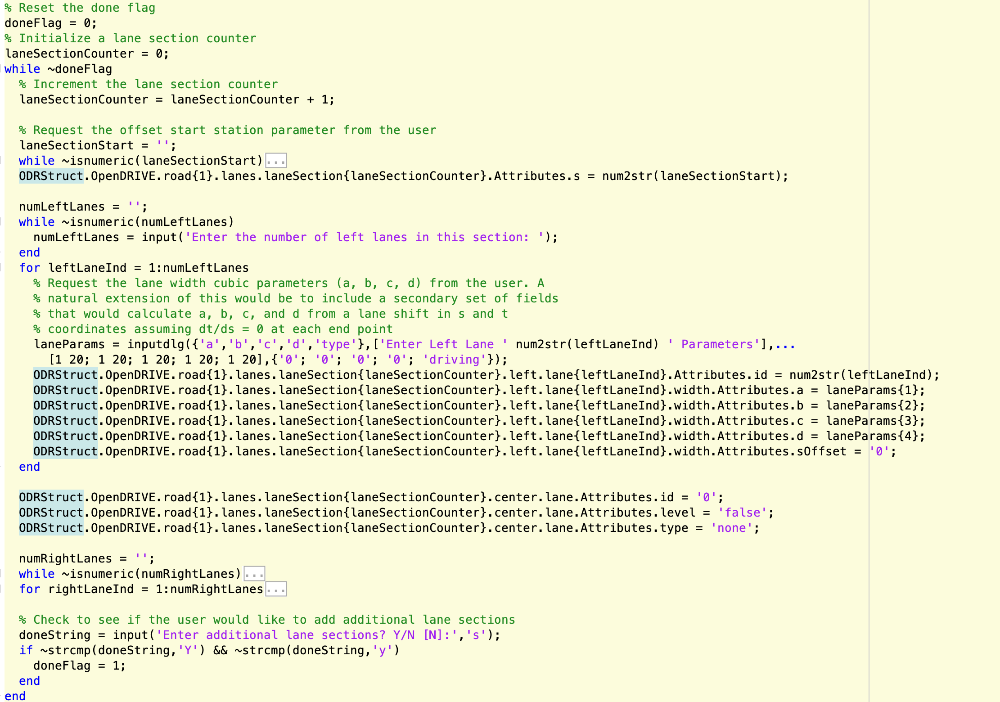 % Reset the done flag
doneFlag = 0;
% Initialize a lane section counter
laneSectionCounter = 0;
while ~doneFlag
  % Increment the lane section counter
  laneSectionCounter = laneSectionCounter + 1;

  % Request the offset start station parameter from the user
  laneSectionStart = '';
  while ~isnumeric(laneSectionStart)...
  ODRStruct.OpenDRIVE.road{1}.lanes.laneSection{laneSectionCounter}.Attributes.s = num2str(laneSectionStart);

  numLeftLanes = '';
  while ~isnumeric(numLeftLanes)
    numLeftLanes = input('Enter the number of left lanes in this section: ');
  end
  for leftLaneInd = 1:numLeftLanes
    % Request the lane width cubic parameters (a, b, c, d) from the user. A
    % natural extension of this would be to include a secondary set of fields
    % that would calculate a, b, c, and d from a lane shift in s and t
    % coordinates assuming dt/ds = 0 at each end point
    laneParams = inputdlg({'a','b','c','d','type'},['Enter Left Lane ' num2str(leftLaneInd) ' Parameters'],...
      [1 20; 1 20; 1 20; 1 20; 1 20],{'0'; '0'; '0'; '0'; 'driving'});
    ODRStruct.OpenDRIVE.road{1}.lanes.laneSection{laneSectionCounter}.left.lane{leftLaneInd}.Attributes.id = num2str(leftLaneInd);
    ODRStruct.OpenDRIVE.road{1}.lanes.laneSection{laneSectionCounter}.left.lane{leftLaneInd}.width.Attributes.a = laneParams{1};
    ODRStruct.OpenDRIVE.road{1}.lanes.laneSection{laneSectionCounter}.left.lane{leftLaneInd}.width.Attributes.b = laneParams{2};
    ODRStruct.OpenDRIVE.road{1}.lanes.laneSection{laneSectionCounter}.left.lane{leftLaneInd}.width.Attributes.c = laneParams{3};
    ODRStruct.OpenDRIVE.road{1}.lanes.laneSection{laneSectionCounter}.left.lane{leftLaneInd}.width.Attributes.d = laneParams{4};
    ODRStruct.OpenDRIVE.road{1}.lanes.laneSection{laneSectionCounter}.left.lane{leftLaneInd}.width.Attributes.sOffset = '0';
  end

  ODRStruct.OpenDRIVE.road{1}.lanes.laneSection{laneSectionCounter}.center.lane.Attributes.id = '0';
  ODRStruct.OpenDRIVE.road{1}.lanes.laneSection{laneSectionCounter}.center.lane.Attributes.level = 'false';
  ODRStruct.OpenDRIVE.road{1}.lanes.laneSection{laneSectionCounter}.center.lane.Attributes.type = 'none';

  numRightLanes = '';
  while ~isnumeric(numRightLanes)...
  for rightLaneInd = 1:numRightLanes...

  % Check to see if the user would like to add additional lane sections
  doneString = input('Enter additional lane sections? Y/N [N]:','s');
  if ~strcmp(doneString,'Y') && ~strcmp(doneString,'y')
    doneFlag = 1;
  end
end